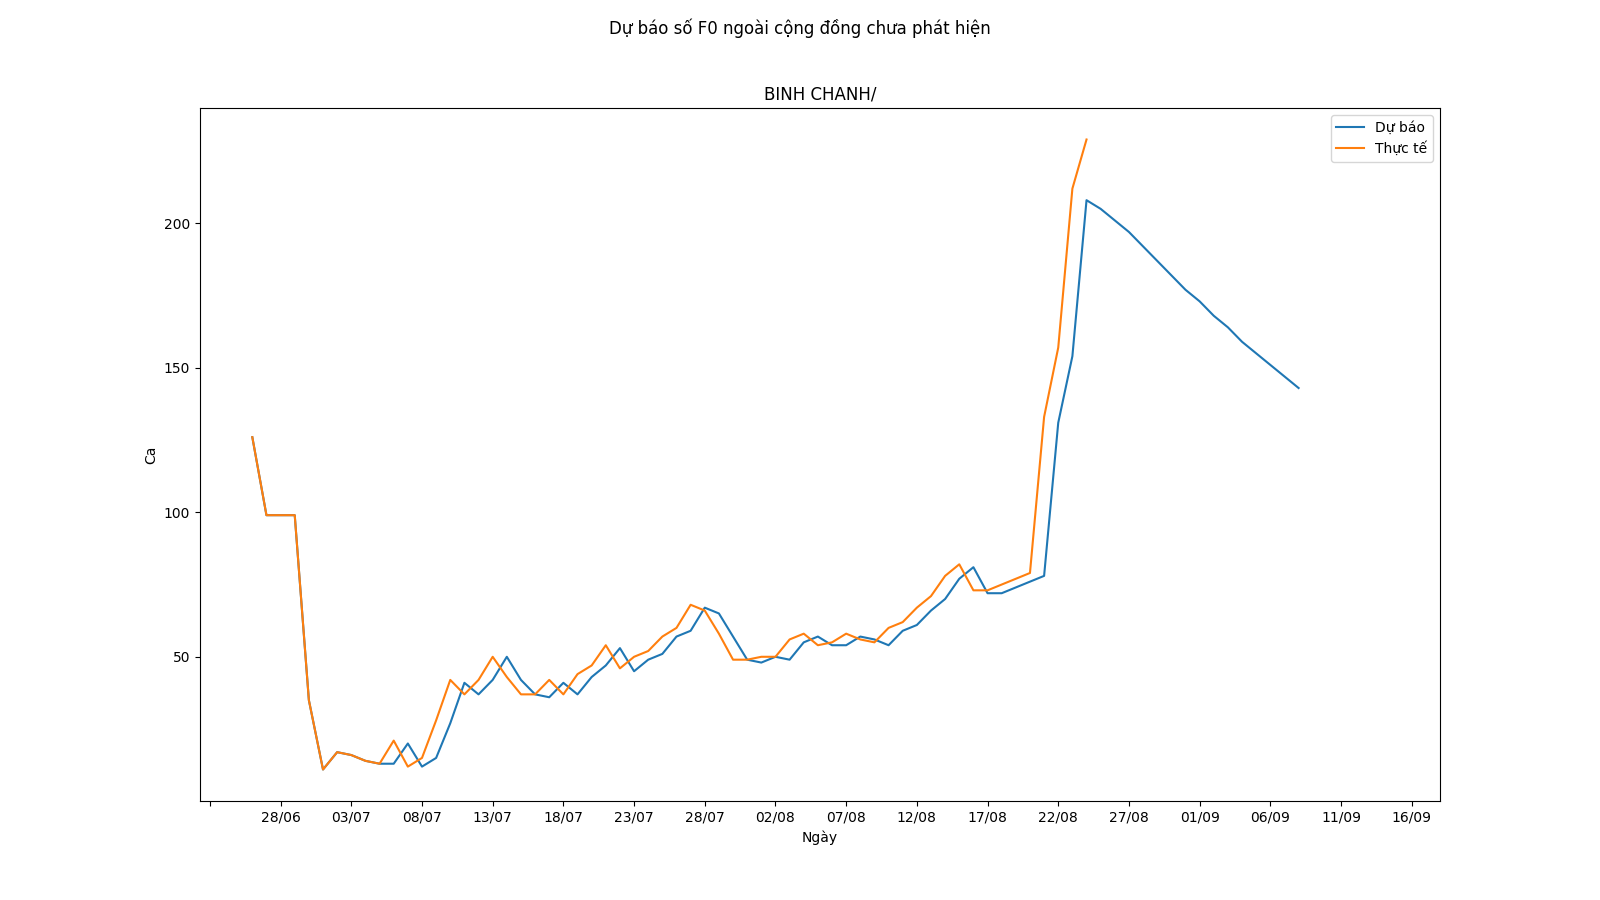 Dự báo số F0 ngoài cộng đồng chưa phát hiện
BINH CHANH/
Dự báo
Thực tế
200
150
100
50
Ca
28/06 03/07 08/07 13/07 18/07 23/07 28/07 02/08 07/08 12/08 17/08 22/08 27/08 01/09 06/09 11/09 16/09
Ngày